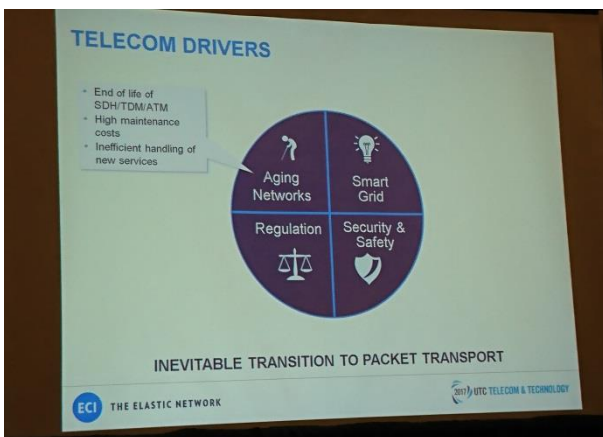 TELECOM DRIVERS
• End of life of
SDH/TDM/ATM
• High maintenance
costs
• Inefficient handling of
new services
Aging
Networks
Smart
Grid
Regulation
Security &
Safety
INEVITABLE TRANSITION TO PACKET TRANSPORT
ECI THE ELASTIC NETWORK
2017 UTC TELECOM & TECHNOLOGY